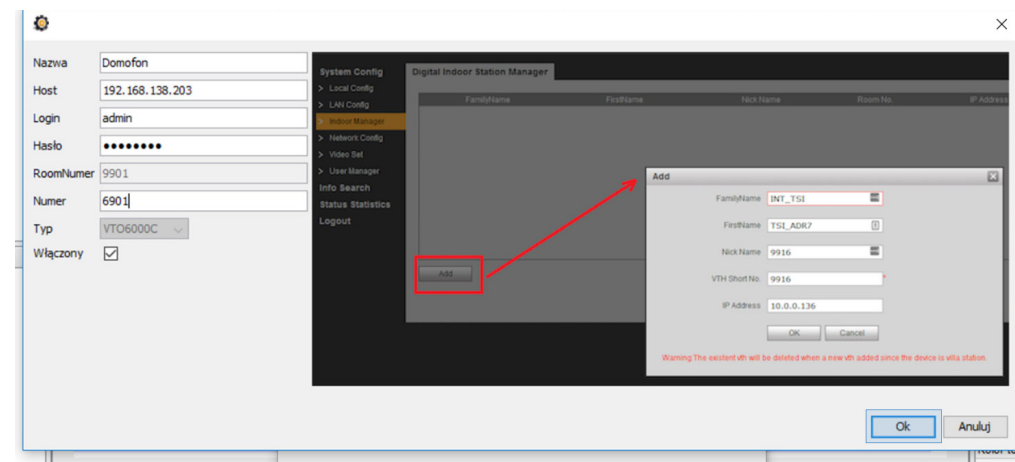 Nazwa Domofon
Host 192.168.138.203
Login admin
Hasło ●●●●●●●●
RoomNumer 9901
Numer 6901
Typ VTO6000C
Włączony
System Config
> Local Config
> LAN Config
> Indoor Manager
> Network Config
> Video Set
> User Manager
Info Search
Status Statistics
Logout
Digital Indoor Station Manager
FamilyName FirstName Nick Name Room No. IP Address
Add
Add
FamilyName INT_TSI
FirstName TSI_ADR7
Nick Name 9916
VTH Short No. 9916 *
IP Address 10.0.0.136
OK Cancel
Warning:The existent vth will be deleted when a new vth added since the device is villa station.
Ok Anuluj